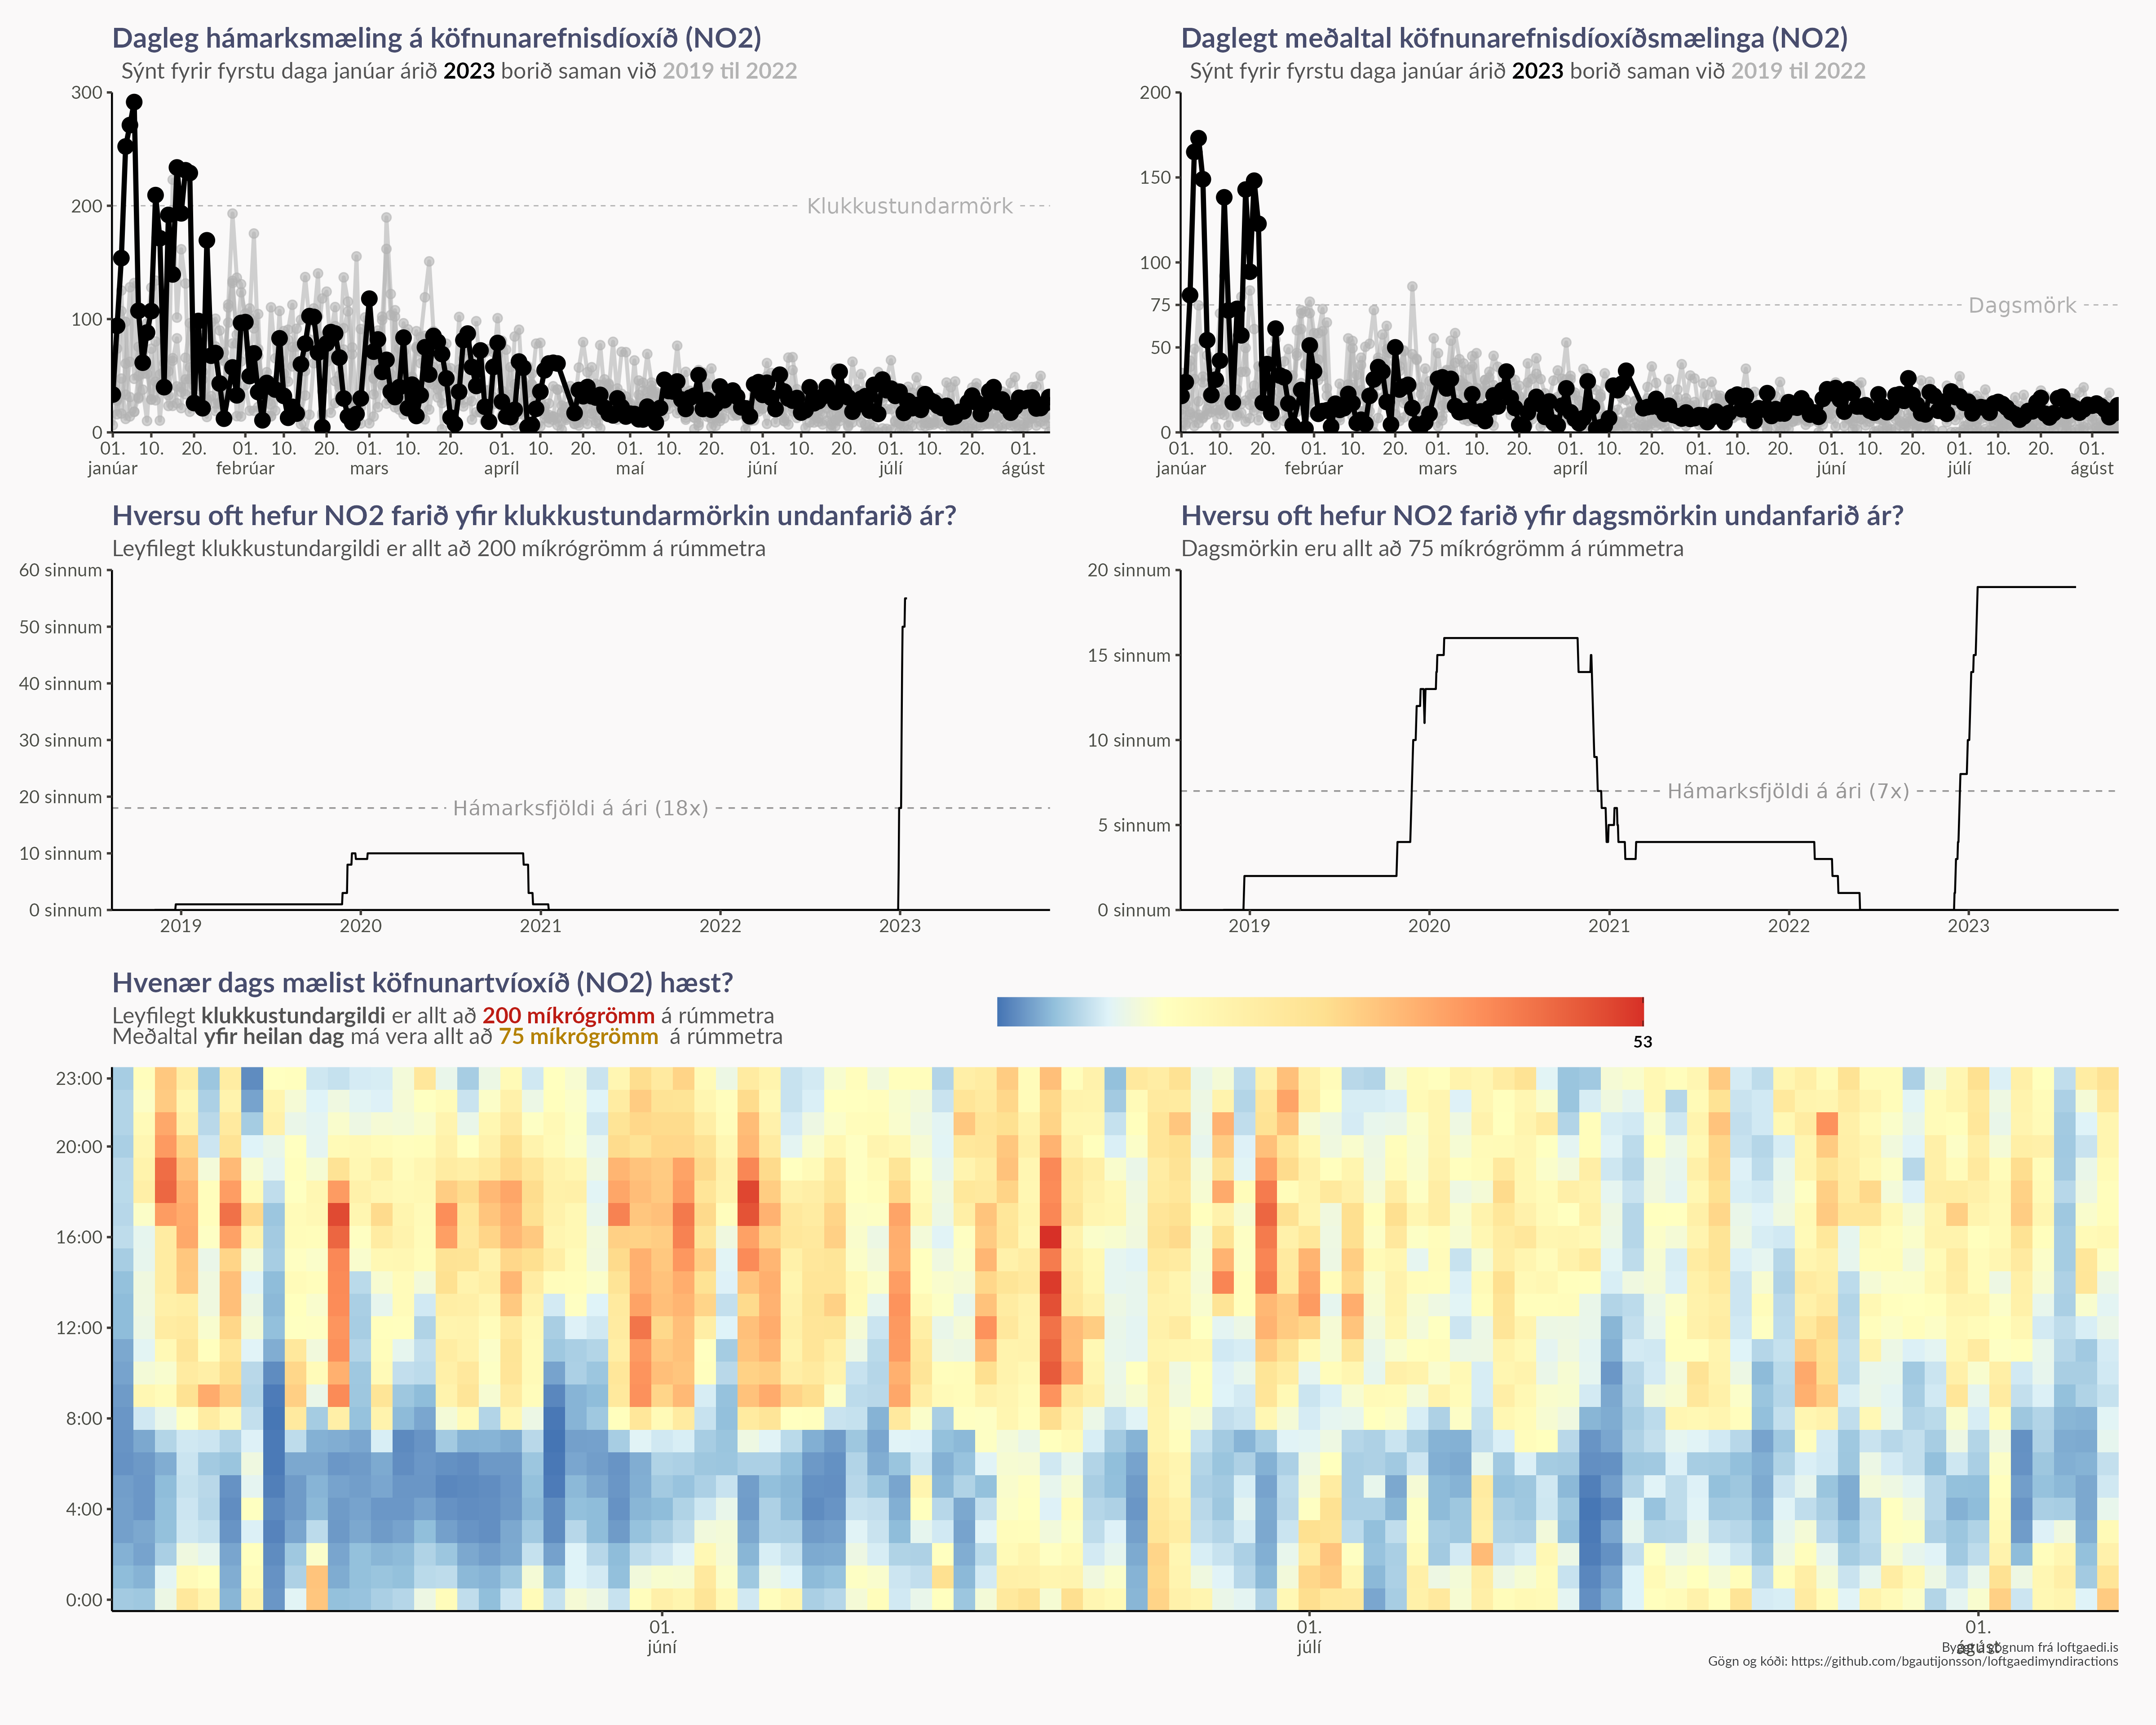 Dagleg hámarksmæling á köfnunarefnisdíoxíð (NO2)
Sýnt fyrir fyrstu daga janúar árið 2023 borið saman við 2019 til 2022
300
200
100
0
Klukkustundarmörk
01. 10. 20. 01. 10. 20. 01. 10. 20. 01. 10. 20. 01. 10. 20. 01. 10. 20. 01. 10. 20. 01.
janúar febrúar mars apríl maí júní júlí ágúst
Daglegt meðaltal köfnunarefnisdíoxíðsmælinga (NO2)
Sýnt fyrir fyrstu daga janúar árið 2023 borið saman við 2019 til 2022
200
150
100
75
50
0
Dagsmörk
01. 10. 20. 01. 10. 20. 01. 10. 20. 01. 10. 20. 01. 10. 20. 01. 10. 20. 01. 10. 20. 01.
janúar febrúar mars apríl maí júní júlí ágúst
Hversu oft hefur NO2 farið yfir klukkustundarmörkin undanfarið ár?
Leyfilegt klukkustundargildi er allt að 200 míkrógrömm á rúmmetra
60 sinnum
50 sinnum
40 sinnum
30 sinnum
20 sinnum
10 sinnum
0 sinnum
Hámarksfjöldi á ári (18x)
2019 2020 2021 2022 2023
Hversu oft hefur NO2 farið yfir dagsmörkin undanfarið ár?
Dagsmörkin eru allt að 75 míkrógrömm á rúmmetra
20 sinnum
15 sinnum
10 sinnum
5 sinnum
0 sinnum
Hámarksfjöldi á ári (7x)
2019 2020 2021 2022 2023
Hvenær dags mælist köfnunartvíoxíð (NO2) hæst?
Leyfilegt klukkustundargildi er allt að 200 míkrógrömm á rúmmetra
Meðaltal yfir heilan dag má vera allt að 75 míkrógrömm á rúmmetra
53
23:00
20:00
16:00
12:00
8:00
4:00
0:00
01. 01. 01.
júní júlí ágúst
gögnum frá loftgaedi.is
Gögn og kóði: https://github.com/bgautijonsson/loftgaedimyndiractions